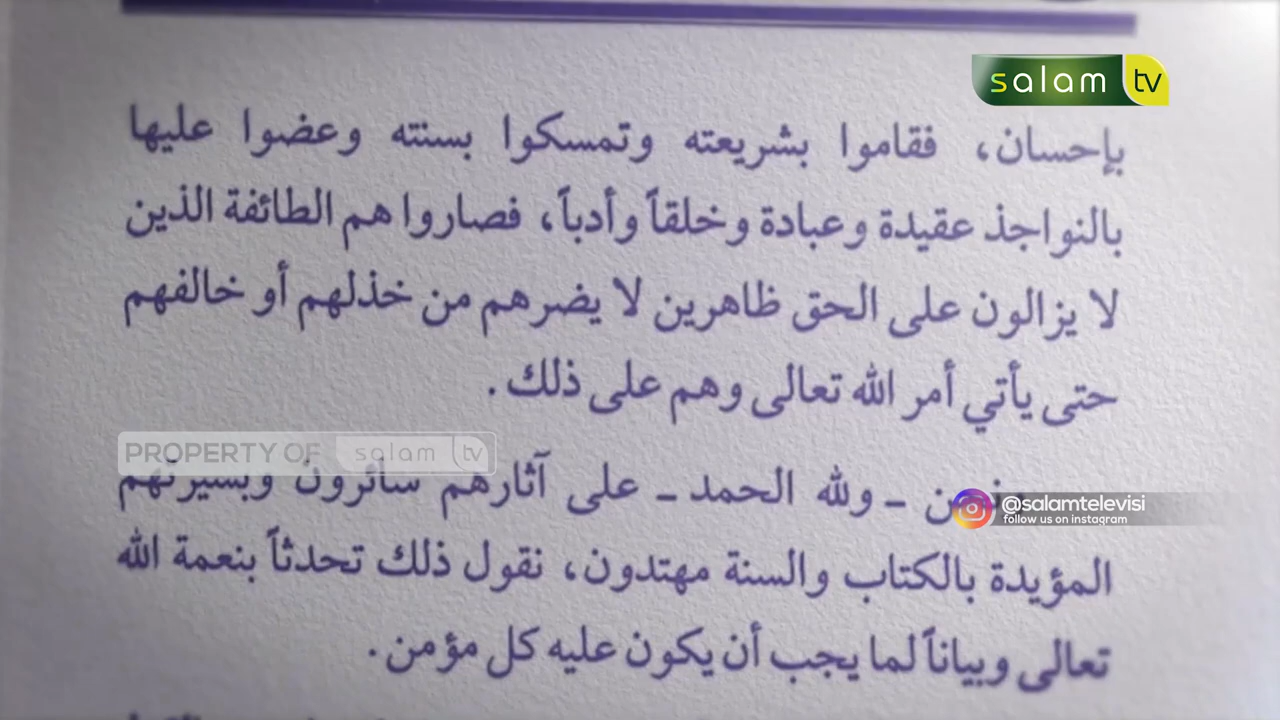 salam tv
بإحسان، فقاموا بشريعته وتمسكوا بسنته وعضوا عليها
بالنواجذ عقيدة وعبادة وخلقاً وأدباً، فصاروا هم الطائفة الذين
لا يزالون على الحق ظاهرين لا يضرهم من خذلهم أو خالفهم
حتى يأتي أمر الله تعالى وهم على ذلك.
PROPERTY OF salam tv
ـ ولله الحمد ـ على آثارهم سائرون وبسيرتهم
@salamtelevisi
follow us on instagram
المؤيدة بالكتاب والسنة مهتدون، نقول ذلك تحدثاً بنعمة الله
تعالى وبياناً لما يجب أن يكون عليه كل مؤمن.